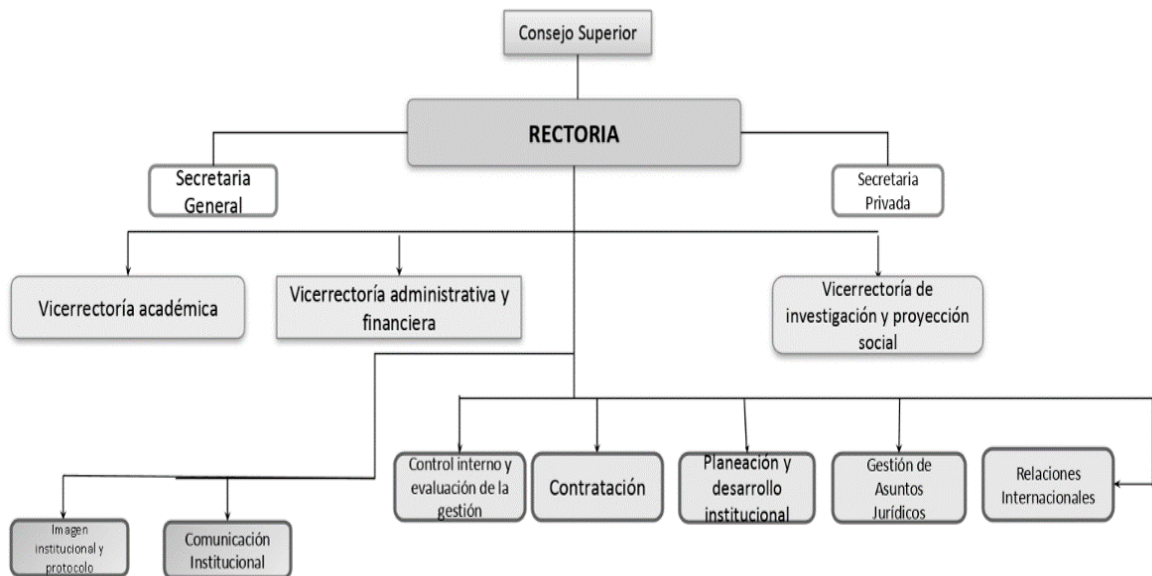 Consejo Superior
RECTORIA
Secretaria
General
Secretaria
Privada
Vicerrectoría académica
Vicerrectoría administrativa y
financiera
Vicerrectoría de
investigación y proyección
social
Control interno y
evaluación de la
gestión
Contratación
Planeación y
desarrollo
institucional
Gestión de
Asuntos
Jurídicos
Relaciones
Internacionales
Imagen
institucional y
protocolo
Comunicación
Institucional